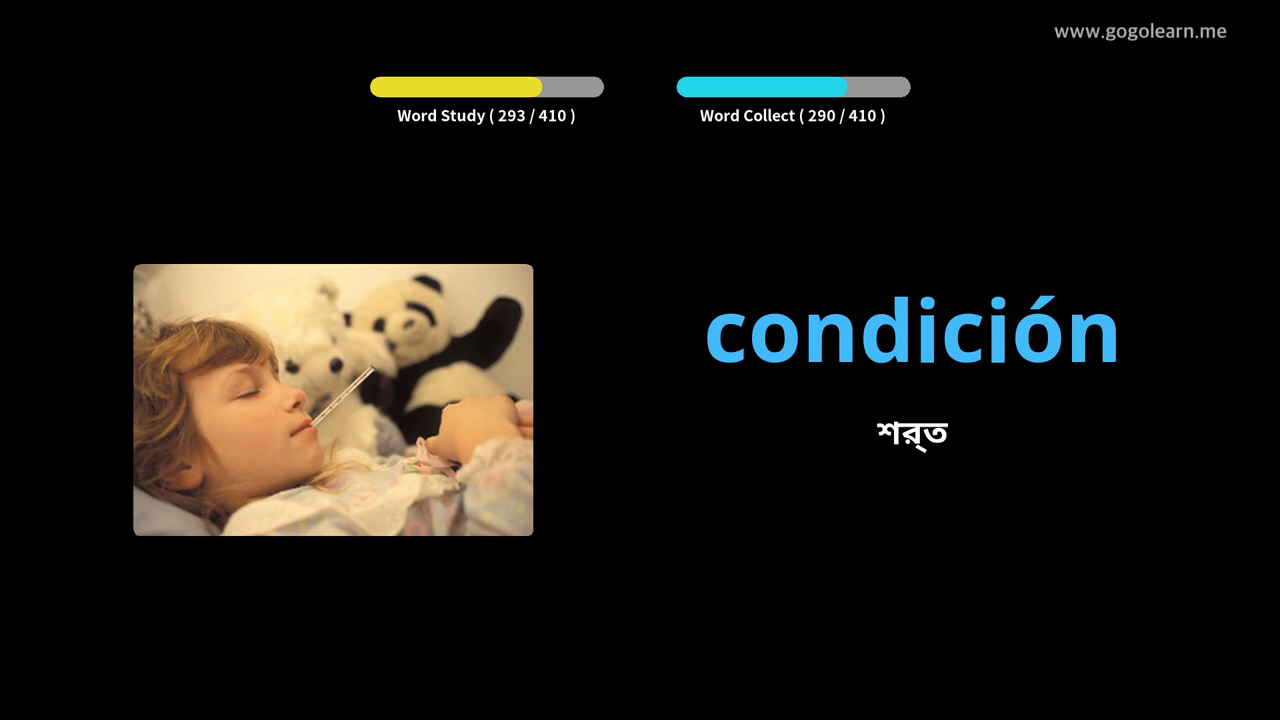 www.gogolearn.me
Word Study ( 293 / 410 )
Word Collect ( 290 / 410 )
condición
শর্ত